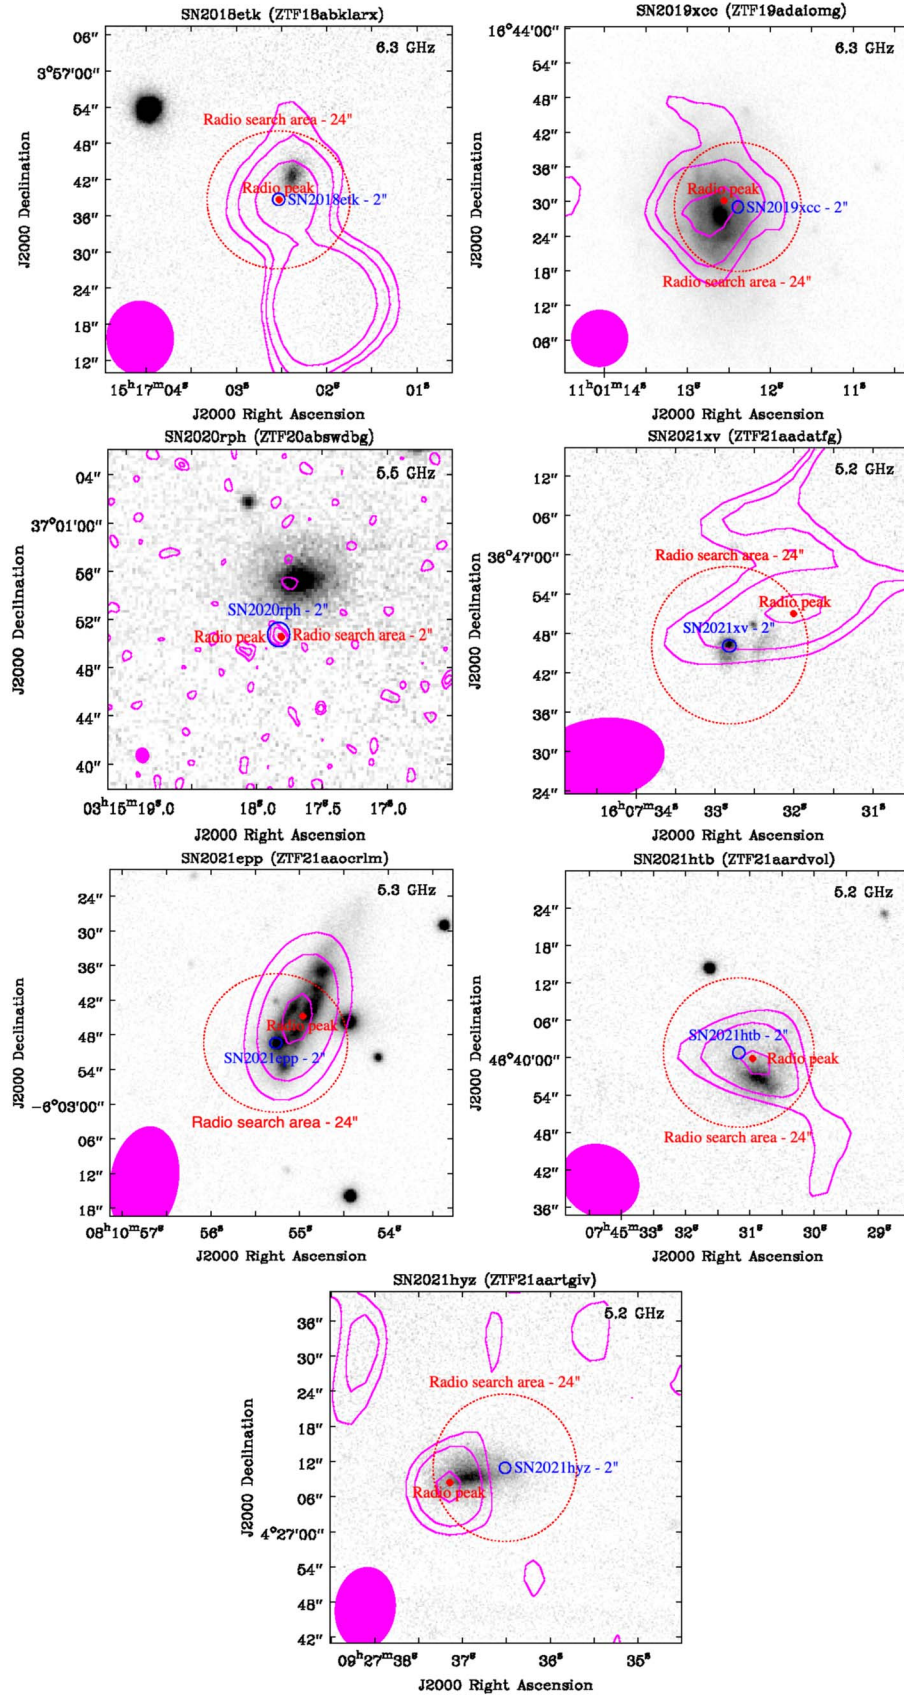 SN2018etk (ZTF18abklarx)
6.3 GHz
Radio search area - 24"
Radio peak
SN2018etk - 2"
J2000 Declination
06"
3°57'00"
54"
48"
42"
36"
30"
24"
18"
12"
15ʰ17ᵐ04ˢ
03ˢ
02ˢ
01ˢ
J2000 Right Ascension
SN2019xcc (ZTF19adaiomg)
6.3 GHz
Radio peak
SN2019xcc - 2"
Radio search area - 24"
J2000 Declination
16°44'00"
54"
48"
42"
36"
30"
24"
18"
12"
06"
11ʰ01ᵐ14ˢ
13ˢ
12ˢ
11ˢ
J2000 Right Ascension
SN2020rph (ZTF20abswdbg)
5.5 GHz
SN2020rph - 2"
Radio peak
Radio search area - 2"
J2000 Declination
04"
37°01'00"
56"
52"
48"
44"
40"
03ʰ15ᵐ19ˢ.0
18ˢ
17ˢ.5
17ˢ.0
J2000 Right Ascension
SN2021xv (ZTF21aadatfg)
5.2 GHz
Radio search area - 24"
Radio peak
SN2021xv - 2"
J2000 Declination
12"
06"
36°47'00"
54"
48"
42"
36"
30"
24"
16ʰ07ᵐ34ˢ
33ˢ
32ˢ
31ˢ
J2000 Right Ascension
SN2021epp (ZTF21aaocrlm)
5.3 GHz
Radio peak
SN2021epp - 2"
Radio search area - 24"
J2000 Declination
24"
30"
36"
42"
48"
54"
-6°03'00"
06"
12"
18"
08ʰ10ᵐ57ˢ
56ˢ
55ˢ
54ˢ
J2000 Right Ascension
SN2021htb (ZTF21aardvol)
5.2 GHz
SN2021htb - 2"
Radio peak
Radio search area - 24"
J2000 Declination
24"
18"
12"
06"
46°40'00"
54"
48"
42"
36"
07ʰ45ᵐ33ˢ
32ˢ
31ˢ
30ˢ
29ˢ
J2000 Right Ascension
SN2021hyz (ZTF21aartgiv)
5.2 GHz
Radio search area - 24"
SN2021hyz - 2"
Radio peak
J2000 Declination
36"
30"
24"
18"
12"
06"
4°27'00"
54"
48"
42"
09ʰ27ᵐ38ˢ
37ˢ
36ˢ
35ˢ
J2000 Right Ascension